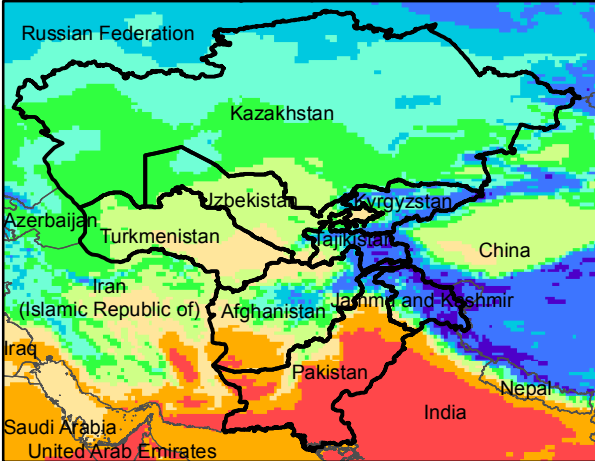 Russian Federation
Kazakhstan
Uzbekistan
Kyrgyzstan
Azerbaijan
Turkmenistan
Tajikistan
China
Iran
(Islamic Republic of)
Afghanistan
Jammu and Kashmir
Iraq
Pakistan
Nepal
India
Saudi Arabia
United Arab Emirates